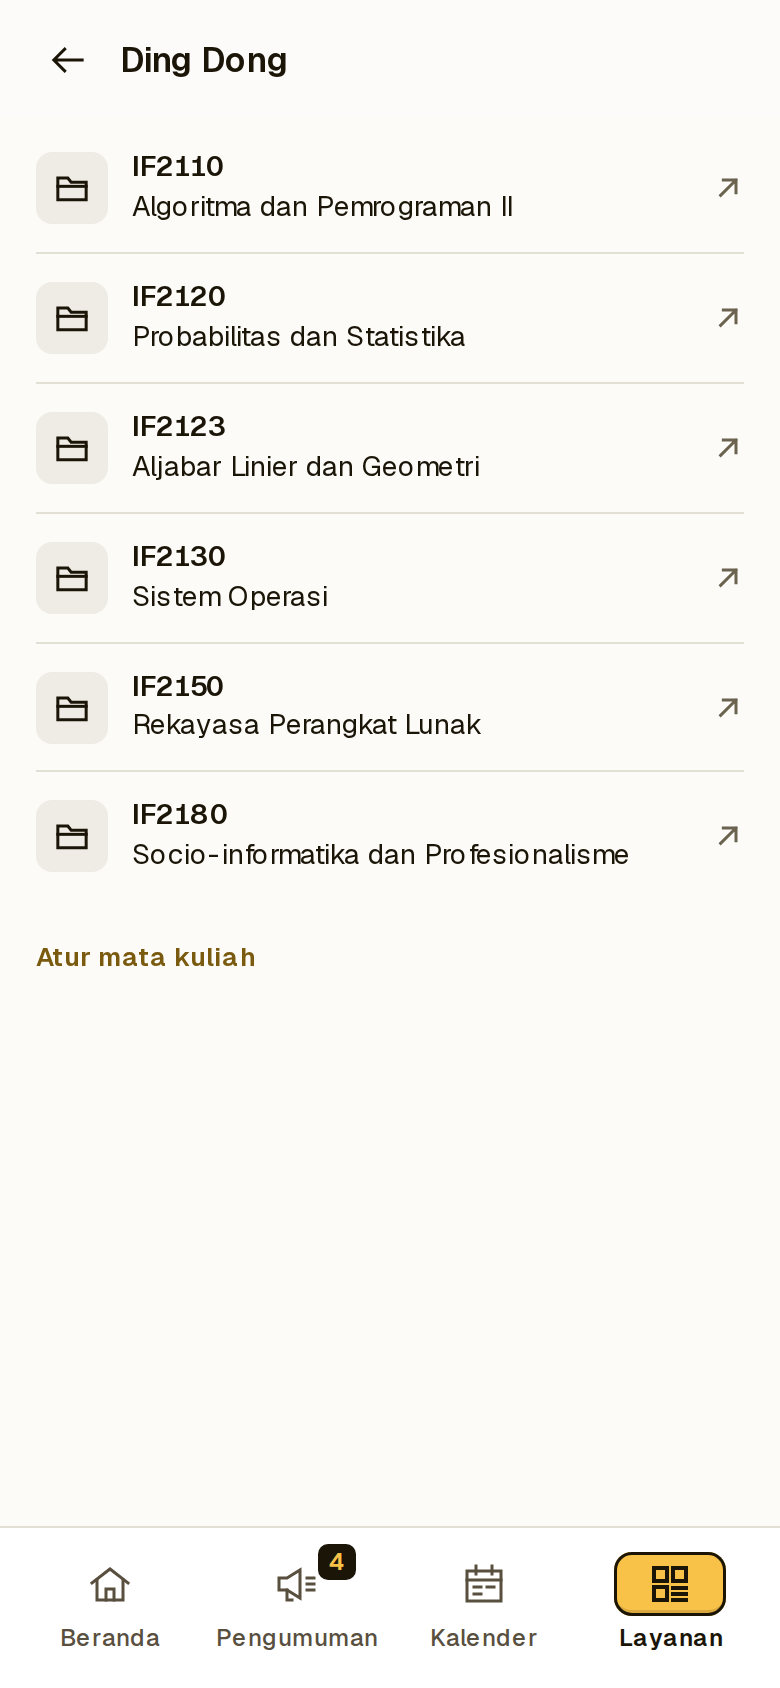 Ding Dong
IF2110
Algoritma dan Pemrograman II
IF2120
Probabilitas dan Statistika
IF2123
Aljabar Linier dan Geometri
IF2130
Sistem Operasi
IF2150
Rekayasa Perangkat Lunak
IF2180
Socio-informatika dan Profesionalisme
Atur mata kuliah
4
Beranda
Pengumuman
Kalender
Layanan